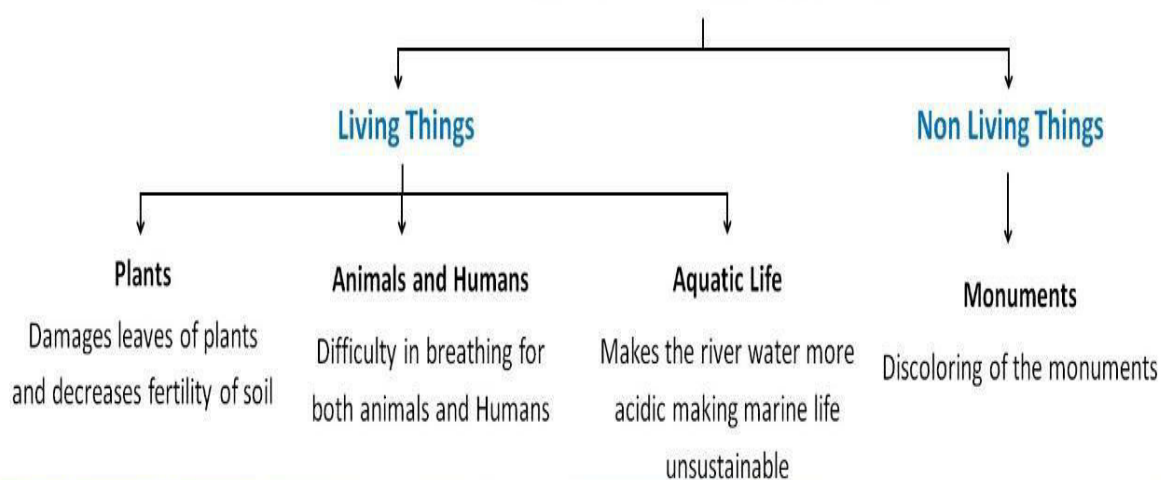 Living Things
Non Living Things
Plants
Damages leaves of plants
and decreases fertility of soil
Animals and Humans
Difficulty in breathing for
both animals and Humans
Aquatic Life
Makes the river water more
acidic making marine life
unsustainable
Monuments
Discoloring of the monuments